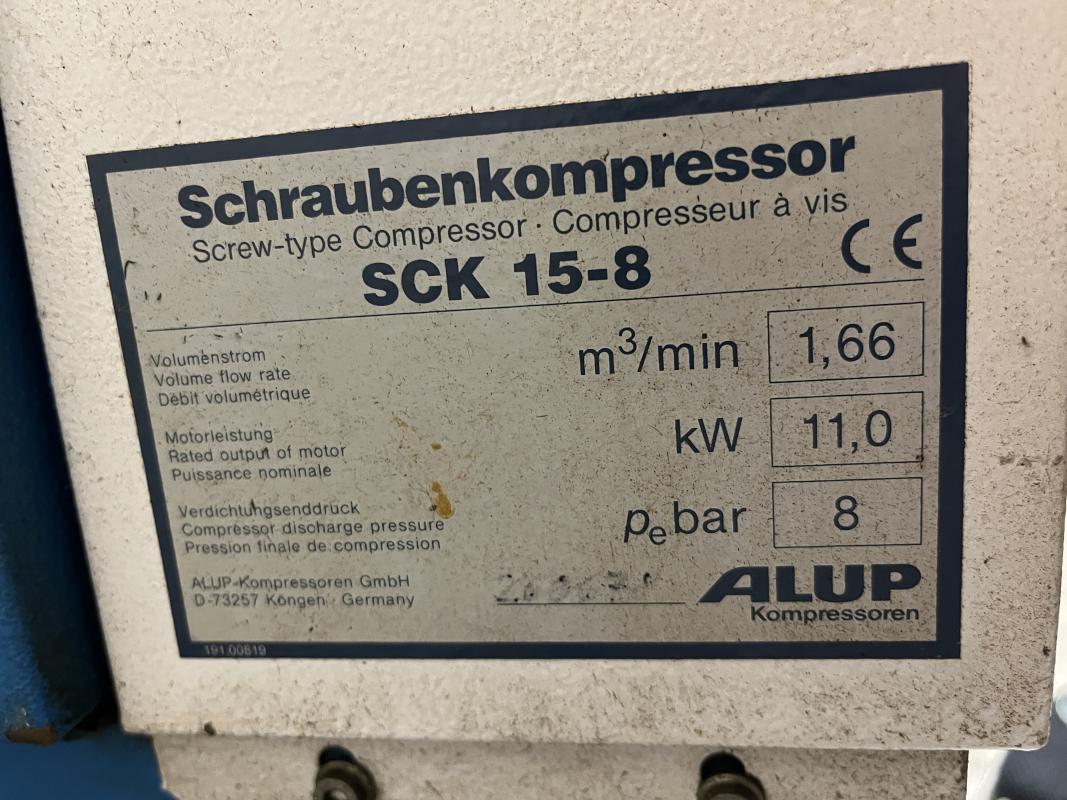 Schraubenkompressor
Screw-type Compressor · Compresseur à vis
SCK 15-8
CE
Volumenstrom
Volume flow rate
Débit volumétrique
m³/min 1,66
Motorleistung
Rated output of motor
Puissance nominale
kW 11,0
Verdichtungsenddruck
Compressor discharge pressure
Pression finale de compression
pe bar 8
ALUP-Kompressoren GmbH
D-73257 Köngen · Germany
ALUP
Kompressoren
191.00819